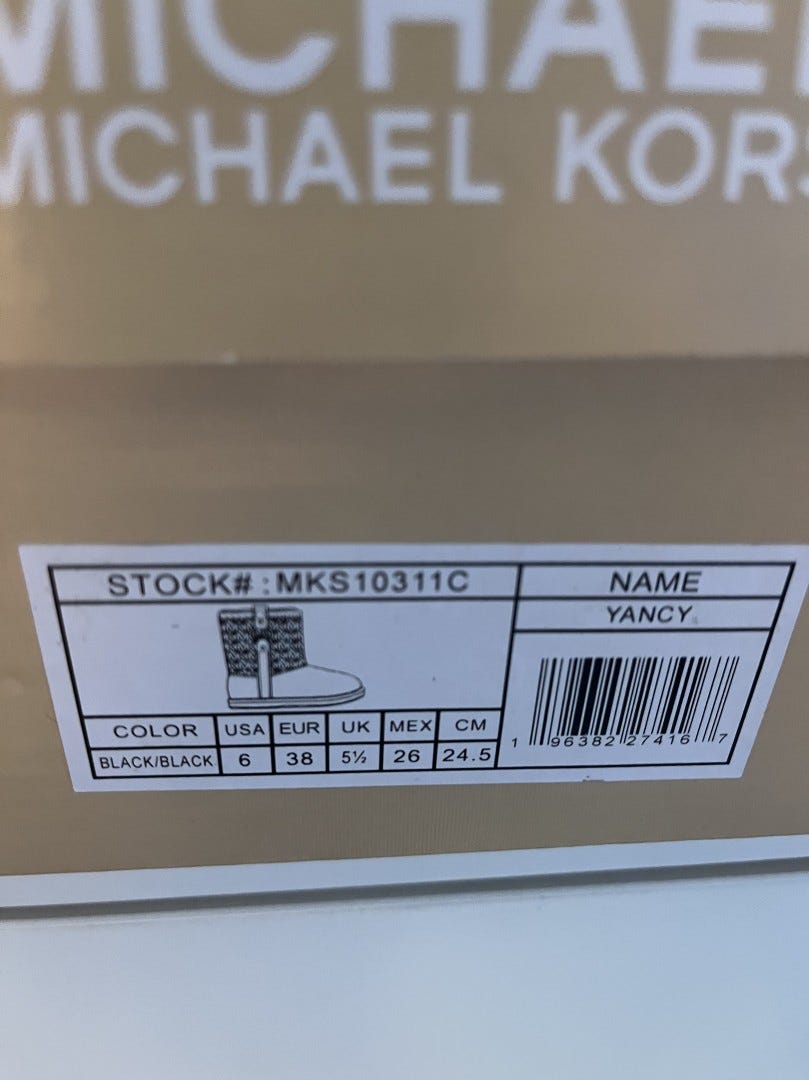 MICHAEL
MICHAEL KORS
STOCK# : MKS10311C
NAME
YANCY
COLOR USA EUR UK MEX CM
BLACK/BLACK 6 38 5½ 26 24.5
1 96382 27416 7